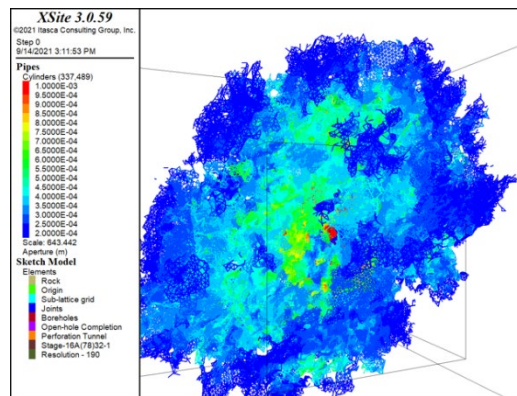 XSite 3.0.59
©2021 Itasca Consulting Group, Inc.
Step 0
9/14/2021 3:11:53 PM
Pipes
Cylinders (337,489)
1.0000E-03
9.5000E-04
9.0000E-04
8.5000E-04
8.0000E-04
7.5000E-04
7.0000E-04
6.5000E-04
6.0000E-04
5.5000E-04
5.0000E-04
4.5000E-04
4.0000E-04
3.5000E-04
3.0000E-04
2.5000E-04
2.0000E-04
Scale: 643.442
Aperture (m)
Sketch Model
Elements
Rock
Origin
Sub-lattice grid
Joints
Boreholes
Open-hole Completion
Perforation Tunnel
Stage-16A(78)32-1
Resolution - 190